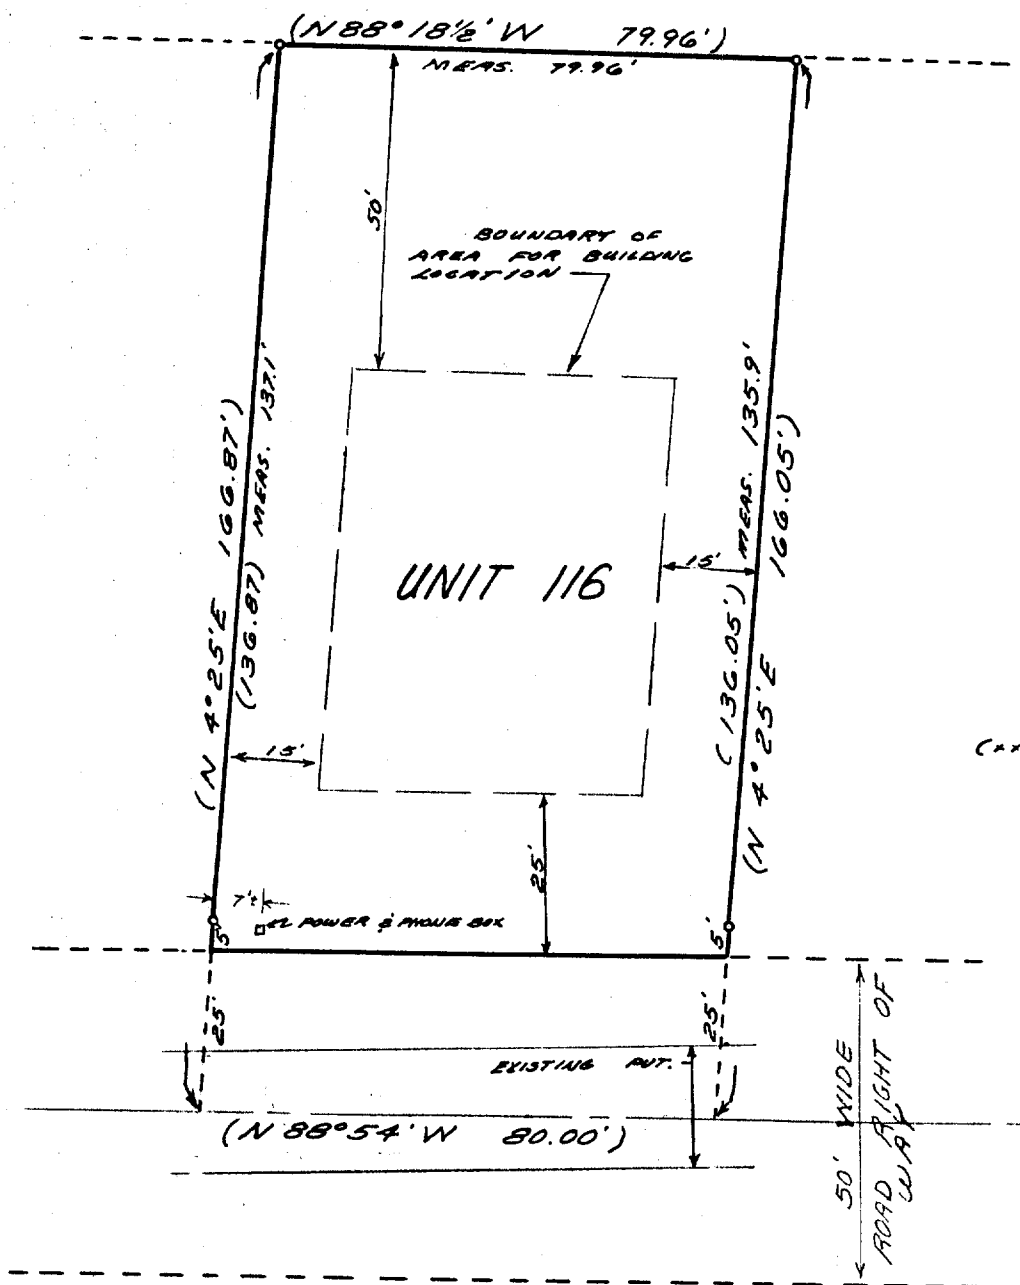 (N 88° 18½' W 79.96')
MEAS. 79.96'
50'
BOUNDARY OF
AREA FOR BUILDING
LOCATION
(N 4° 25' E 166.87')
(136.87) MEAS. 137.1'
UNIT 116
15'
(136.05') MEAS. 135.9'
(N 4° 25' E 166.05')
15'
(**
25'
7'±
POWER & PHONE BOX
5'
5'
25'
25'
EXISTING PVT.
(N 88° 54' W 80.00')
50' WIDE
ROAD RIGHT OF
WAY